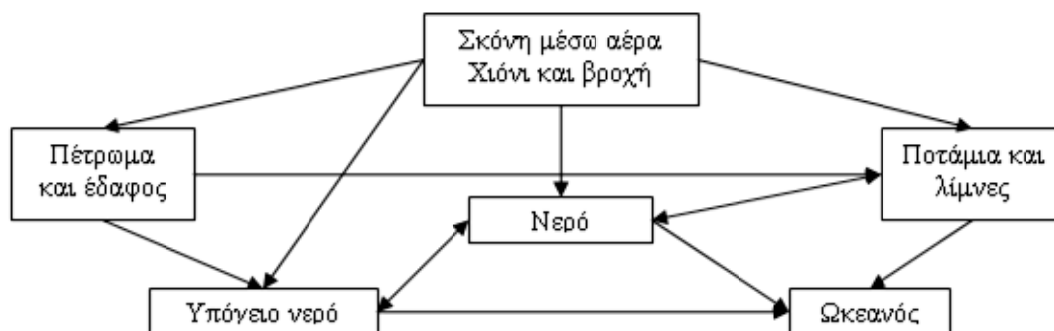 Σκόνη μέσω αέρα
Χιόνι και βροχή
Πέτρωμα
και έδαφος
Ποτάμια και
λίμνες
Νερό
Υπόγειο νερό
Ωκεανός